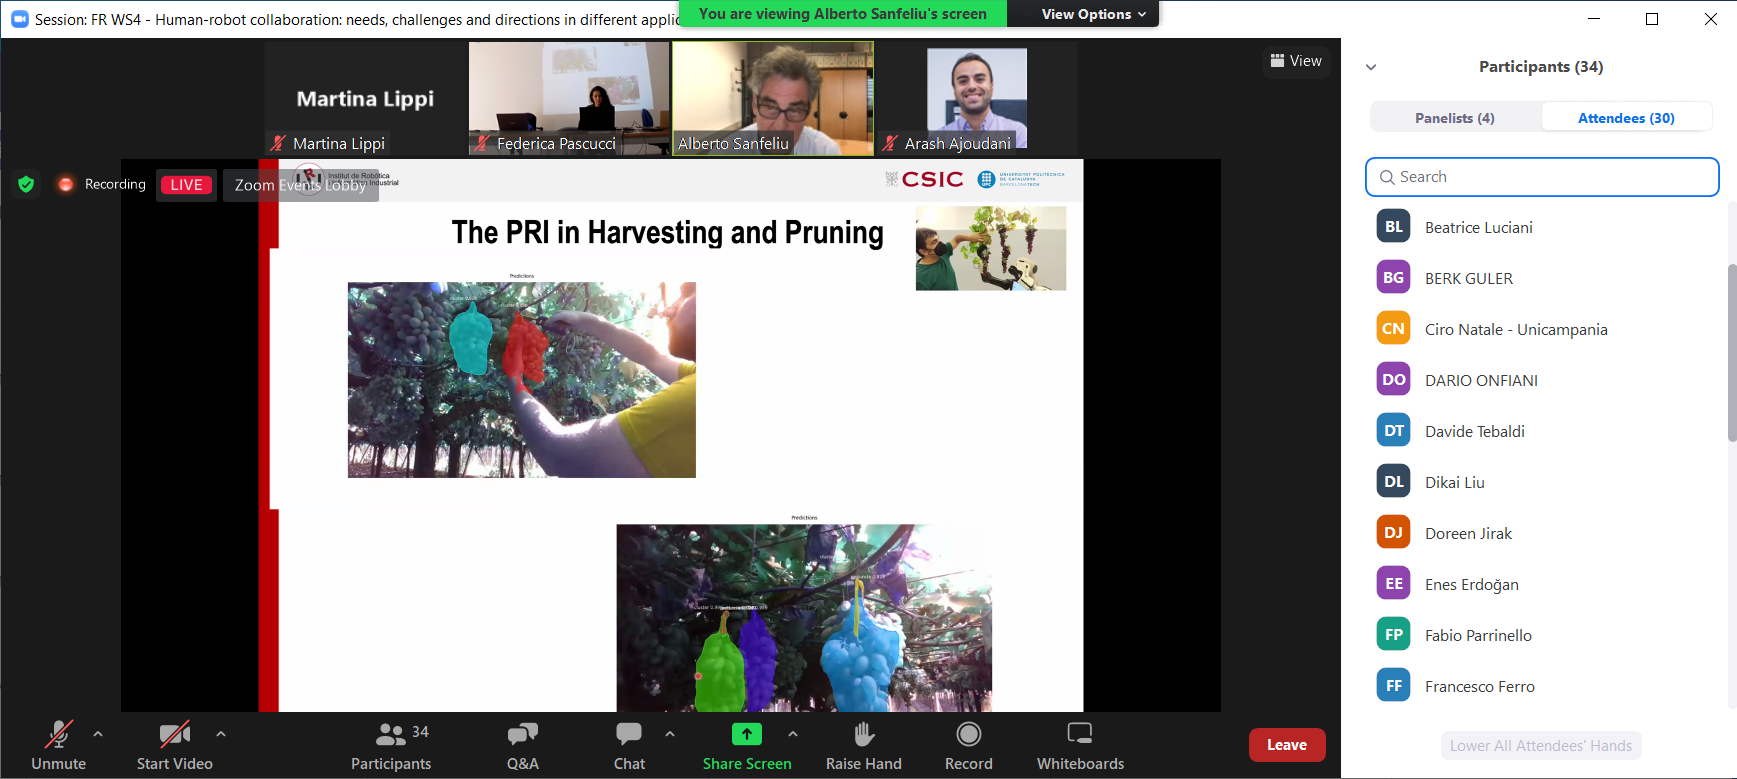 Session: FR WS4 - Human-robot collaboration: needs, challenges and directions in different applic
You are viewing Alberto Sanfeliu's screen
View Options
Martina Lippi
Martina Lippi
Federica Pascucci
Alberto Sanfeliu
Arash Ajoudani
View
Recording
LIVE
Zoom Events Lobby
Institut de Robòtica
Industrial
CSIC
UPC
UNIVERSITAT POLITÈCNICA
DE CATALUNYA
BARCELONATECH
The PRI in Harvesting and Pruning
Predictions
Predictions
Participants (34)
Panelists (4)
Attendees (30)
Search
BL
Beatrice Luciani
BG
BERK GULER
CN
Ciro Natale - Unicampania
DO
DARIO ONFIANI
DT
Davide Tebaldi
DL
Dikai Liu
DJ
Doreen Jirak
EE
Enes Erdoğan
FP
Fabio Parrinello
FF
Francesco Ferro
Lower All Attendees' Hands
Unmute
Start Video
34
Participants
Q&A
Chat
Share Screen
Raise Hand
Record
Whiteboards
Leave